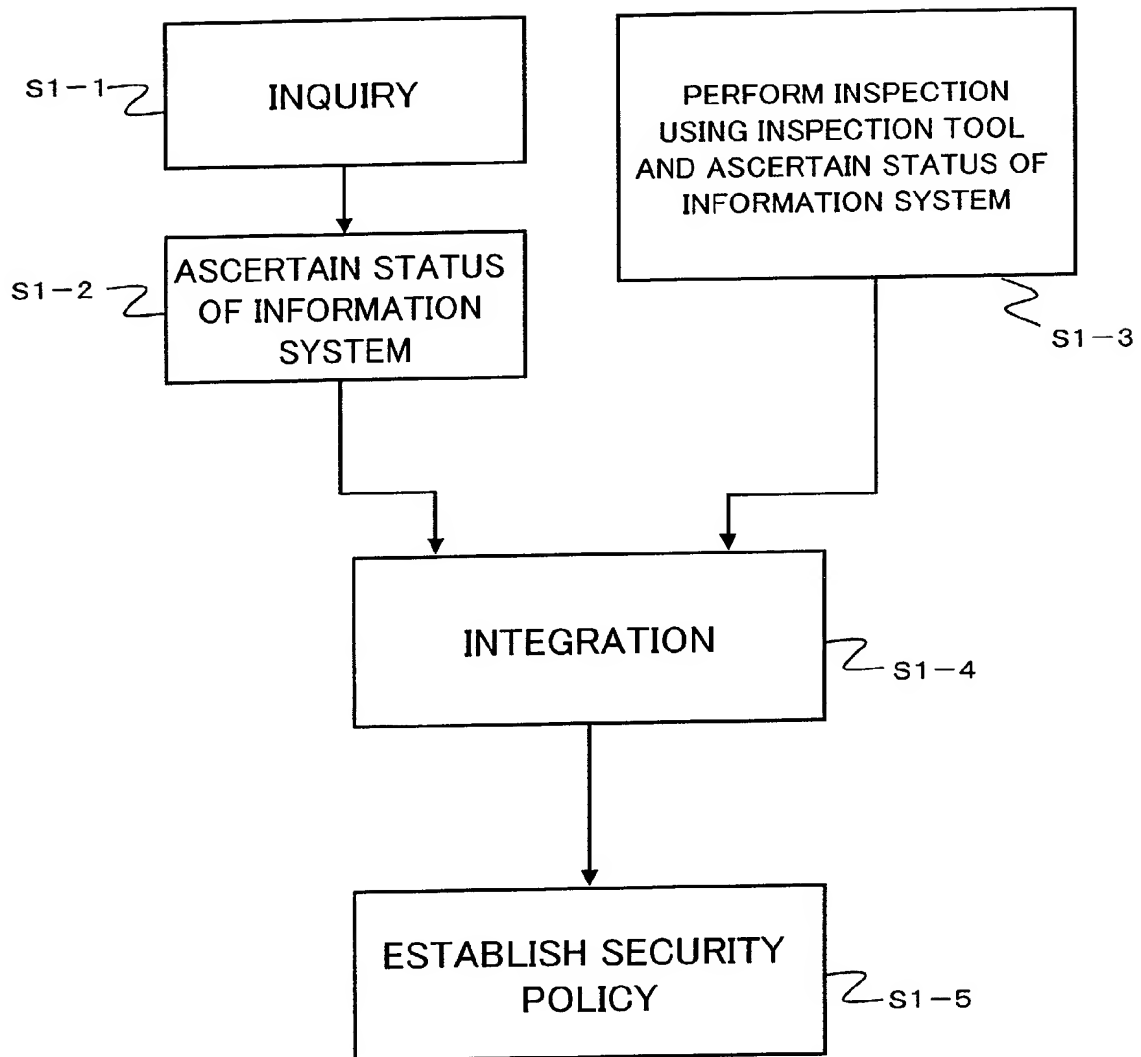 S1-1
INQUIRY
PERFORM INSPECTION
USING INSPECTION TOOL
AND ASCERTAIN STATUS OF
INFORMATION SYSTEM
S1-2
ASCERTAIN STATUS
OF INFORMATION
SYSTEM
S1-3
INTEGRATION
S1-4
ESTABLISH SECURITY
POLICY
S1-5